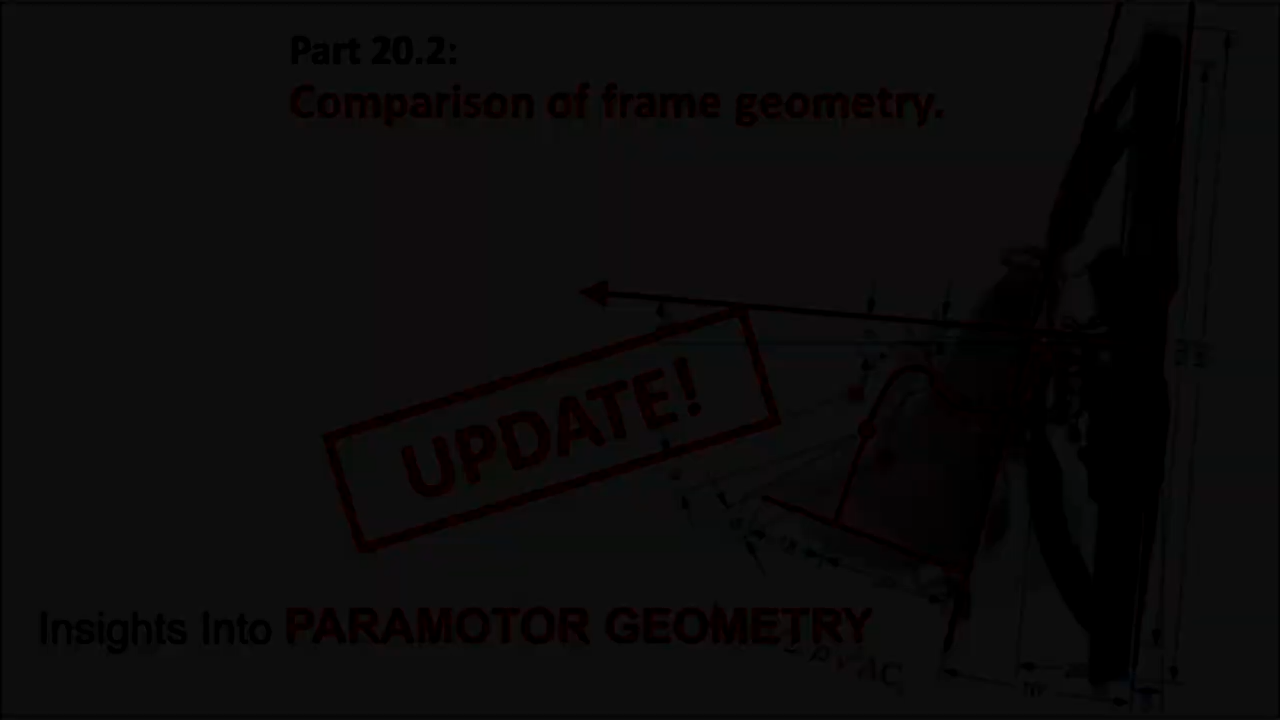 Part 20.2:
Comparison of frame geometry.
UPDATE!
Insights Into PARAMOTOR GEOMETRY